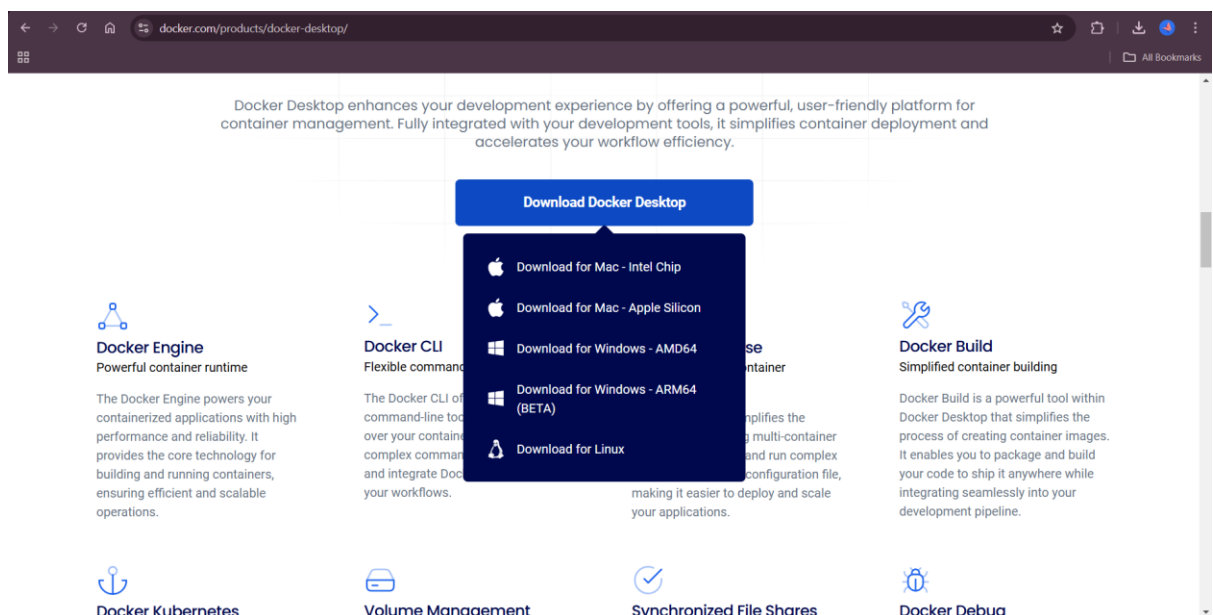 docker.com/products/docker-desktop/
All Bookmarks
Docker Desktop enhances your development experience by offering a powerful, user-friendly platform for
container management. Fully integrated with your development tools, it simplifies container deployment and
accelerates your workflow efficiency.
Download Docker Desktop
Download for Mac - Intel Chip
Download for Mac - Apple Silicon
Download for Windows - AMD64
Download for Windows - ARM64
(BETA)
Download for Linux
Docker Engine
Powerful container runtime
The Docker Engine powers your
containerized applications with high
performance and reliability. It
provides the core technology for
building and running containers,
ensuring efficient and scalable
operations.
Docker CLI
Flexible command
The Docker CLI of
command-line too
over your containe
complex comman
and integrate Doc
your workflows.
se
ntainer
nplifies the
g multi-container
and run complex
configuration file,
making it easier to deploy and scale
your applications.
Docker Build
Simplified container building
Docker Build is a powerful tool within
Docker Desktop that simplifies the
process of creating container images.
It enables you to package and build
your code to ship it anywhere while
integrating seamlessly into your
development pipeline.
Docker Kubernetes
Volume Management
Synchronized File Shares
Docker Debug